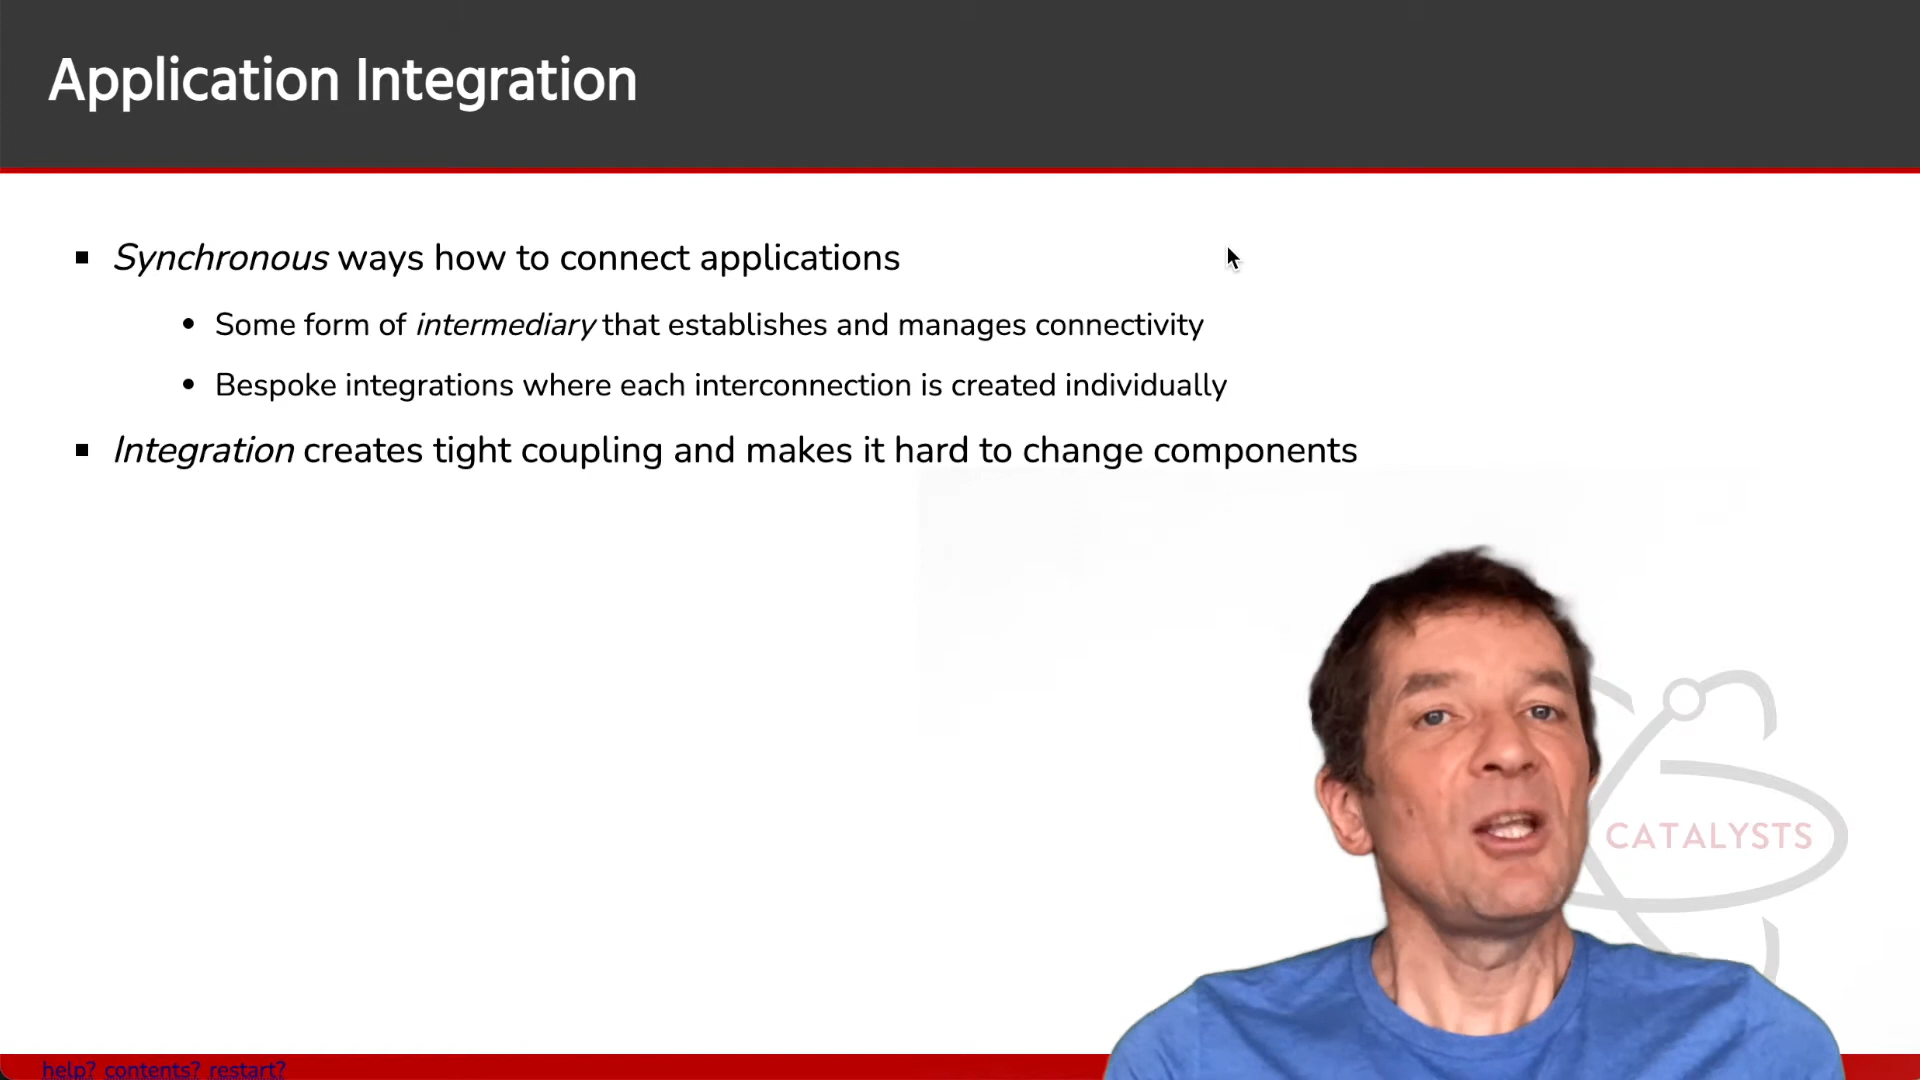 Application Integration
Synchronous ways how to connect applications
Some form of intermediary that establishes and manages connectivity
Bespoke integrations where each interconnection is created individually
Integration creates tight coupling and makes it hard to change components
CATALYSTS
help? contents? restart?